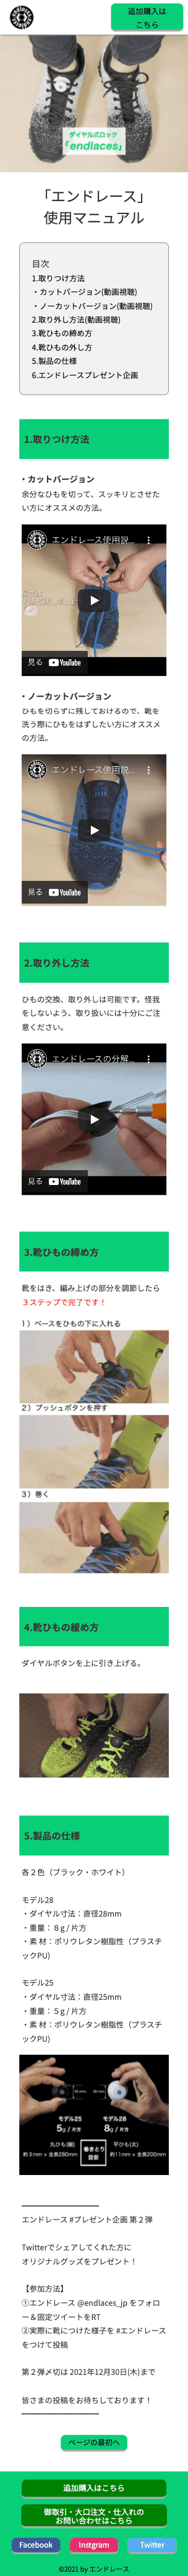 追加購入は
こちら
ダイヤル式ロック
「endlaces」
「エンドレース」
使用マニュアル
目次
1.取りつけ方法
・カットバージョン(動画視聴)
・ノーカットバージョン(動画視聴)
2.取り外し方法(動画視聴)
3.靴ひもの締め方
4.靴ひもの外し方
5.製品の仕様
6.エンドレースプレゼント企画
1.取りつけ方法
・カットバージョン
余分なひもを切って、スッキリとさせた
い方にオススメの方法。
エンドレース使用説...
見る YouTube
・ノーカットバージョン
ひもを切らずに残しておけるので、靴を
洗う際にひもをはずしたい方にオススメ
の方法。
エンドレース使用説...
見る YouTube
2.取り外し方法
ひもの交換、取り外しは可能です。怪我
をしないよう、取り扱いには十分にご注
意ください。
エンドレースの分解...
見る YouTube
3.靴ひもの締め方
靴をはき、編み上げの部分を調節したら
３ステップで完了です！
１）ベースをひもの下に入れる
２）プッシュボタンを押す
３）巻く
4.靴ひもの緩め方
ダイヤルボタンを上に引き上げる。
5.製品の仕様
各２色（ブラック・ホワイト）
モデル28
・ダイヤル寸法：直径28mm
・重量：８g / 片方
・素 材：ポリウレタン樹脂性（プラスチ
ックPU)
モデル25
・ダイヤル寸法：直径25mm
・重量：５g / 片方
・素 材：ポリウレタン樹脂性（プラスチ
ックPU)
モデル25 モデル28
5g/片方 8g/片方
丸ひも(細) 巻きとり目安 平ひも(太)
約３mm × 全長280mm 約11mm × 全長200mm
エンドレース #プレゼント企画 第２弾
Twitterでシェアしてくれた方に
オリジナルグッズをプレゼント！
【参加方法】
①エンドレース @endlaces_jp をフォロ
ー＆固定ツイートをRT
②実際に靴につけた様子を #エンドレース
をつけて投稿
第２弾〆切は 2021年12月30日(木)まで
皆さまの投稿をお待ちしております！
ページの最初へ
追加購入はこちら
御取引・大口注文・仕入れの
お問い合わせはこちら
Facebook Instgram Twitter
©2021 by エンドレース